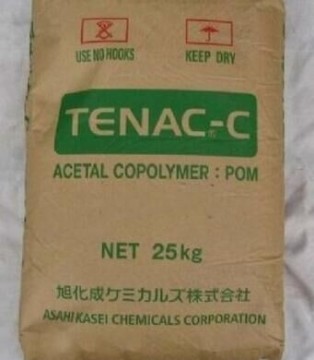 USE NO HOOKS
KEEP DRY
TENAC®-C
ACETAL COPOLYMER : POM
NET 25kg
旭化成ケミカルズ株式会社
ASAHI KASEI CHEMICALS CORPORATION